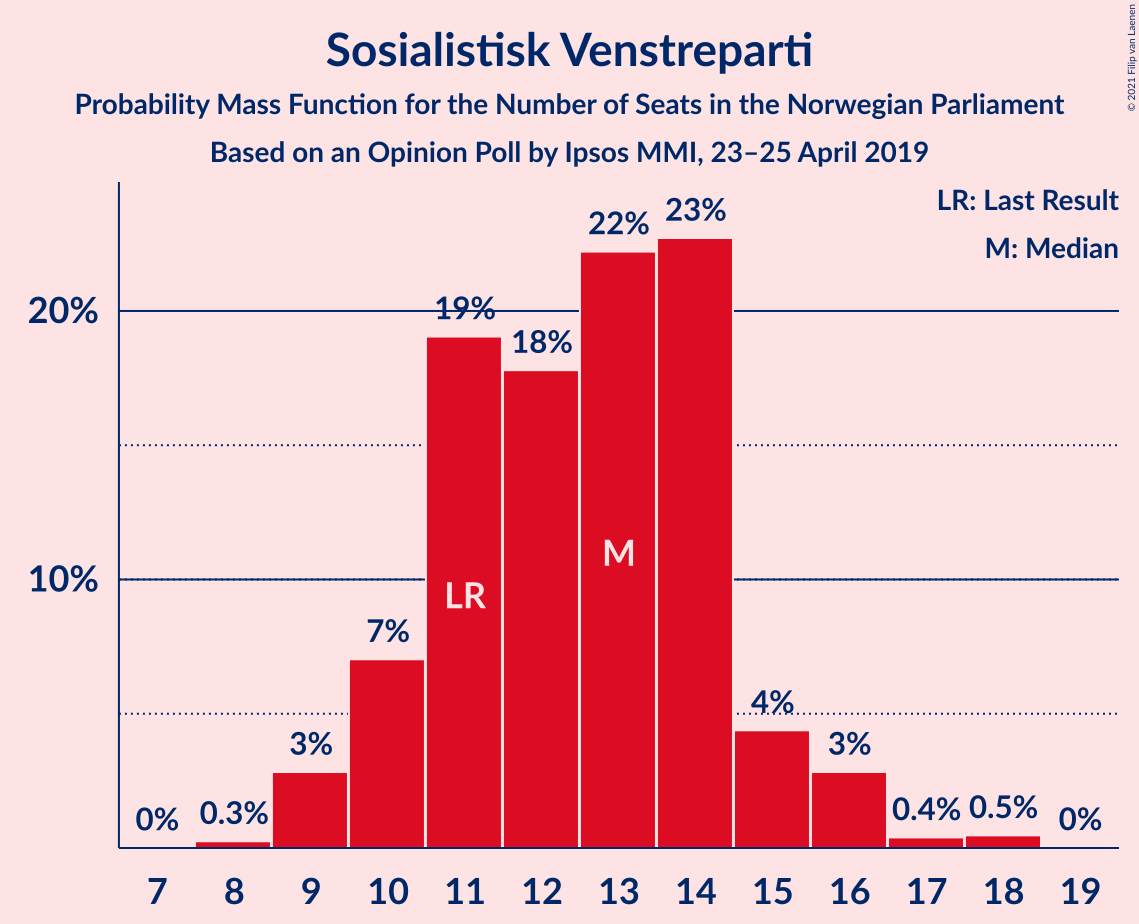 Sosialistisk Venstreparti
Probability Mass Function for the Number of Seats in the Norwegian Parliament
Based on an Opinion Poll by Ipsos MMI, 23–25 April 2019
© 2021 Filip van Laenen
LR: Last Result
M: Median
20%
10%
0%
0.3%
3%
7%
19%
18%
22%
23%
4%
3%
0.4%
0.5%
0%
LR
M
7 8 9 10 11 12 13 14 15 16 17 18 19